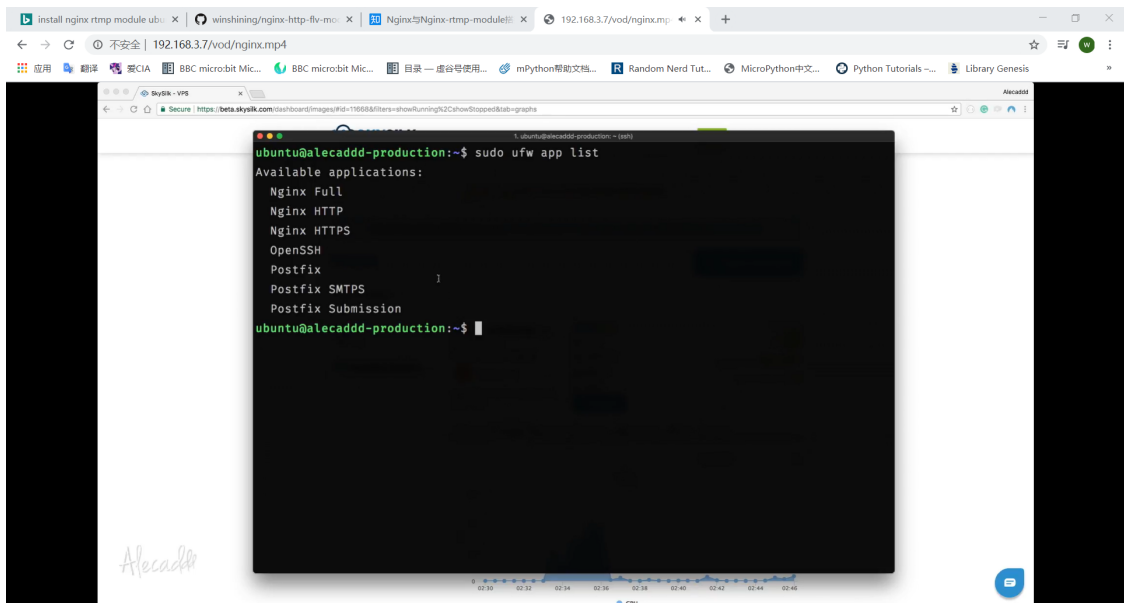 install nginx rtmp module ubu
winshining/nginx-http-flv-mo
Nginx与Nginx-rtmp-module
192.168.3.7/vod/nginx.mp
不安全 | 192.168.3.7/vod/nginx.mp4
应用 翻译 爱CIA BBC micro:bit Mic... BBC micro:bit Mic... 目录 — 虚谷号使用... mPython帮助文档... Random Nerd Tut... MicroPython中文... Python Tutorials –... Library Genesis »
SkySilk - VPS
Alecaddd
Secure | https://beta.skysilk.com/dashboard/images/#id=11668&filters=showRunning%2CshowStopped&tab=graphs
1. ubuntu@alecaddd-production: ~ (ssh)
ubuntu@alecaddd-production:~$ sudo ufw app list
Available applications:
Nginx Full
Nginx HTTP
Nginx HTTPS
OpenSSH
Postfix
Postfix SMTPS
Postfix Submission
ubuntu@alecaddd-production:~$
Alecaddd
0
02:30 02:32 02:34 02:36 02:38 02:40 02:42 02:44 02:46